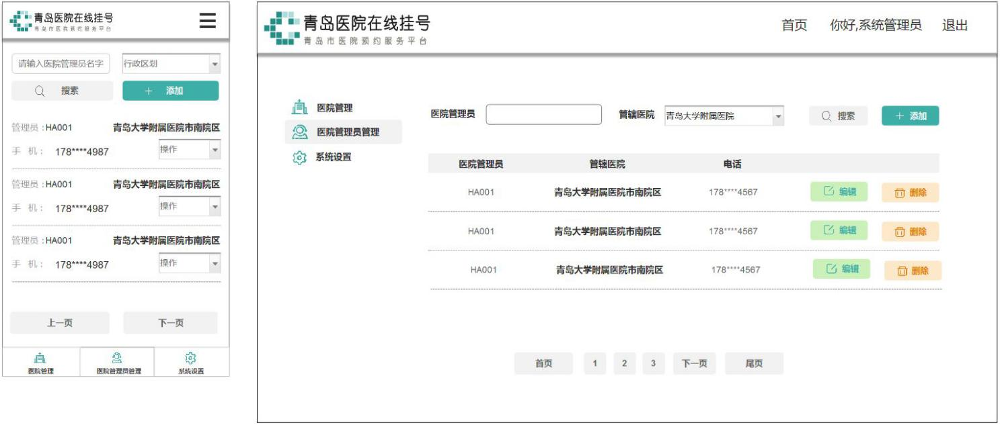 青岛医院在线挂号
青岛市医院预约服务平台
请输入医院管理员名字 行政区划
搜索 + 添加
管理员：HA001 青岛大学附属医院市南院区
手 机： 178****4987 操作
管理员：HA001 青岛大学附属医院市南院区
手 机： 178****4987 操作
管理员：HA001 青岛大学附属医院市南院区
手 机： 178****4987 操作
上一页 下一页
医院管理 医院管理员管理 系统设置
青岛医院在线挂号
青岛市医院预约服务平台
首页 你好,系统管理员 退出
医院管理
医院管理员管理
系统设置
医院管理员 管辖医院 青岛大学附属医院 搜索 + 添加
医院管理员 管辖医院 电话
HA001 青岛大学附属医院市南院区 178****4567 编辑 删除
HA001 青岛大学附属医院市南院区 178****4567 编辑 删除
HA001 青岛大学附属医院市南院区 178****4567 编辑 删除
首页 1 2 3 下一页 尾页